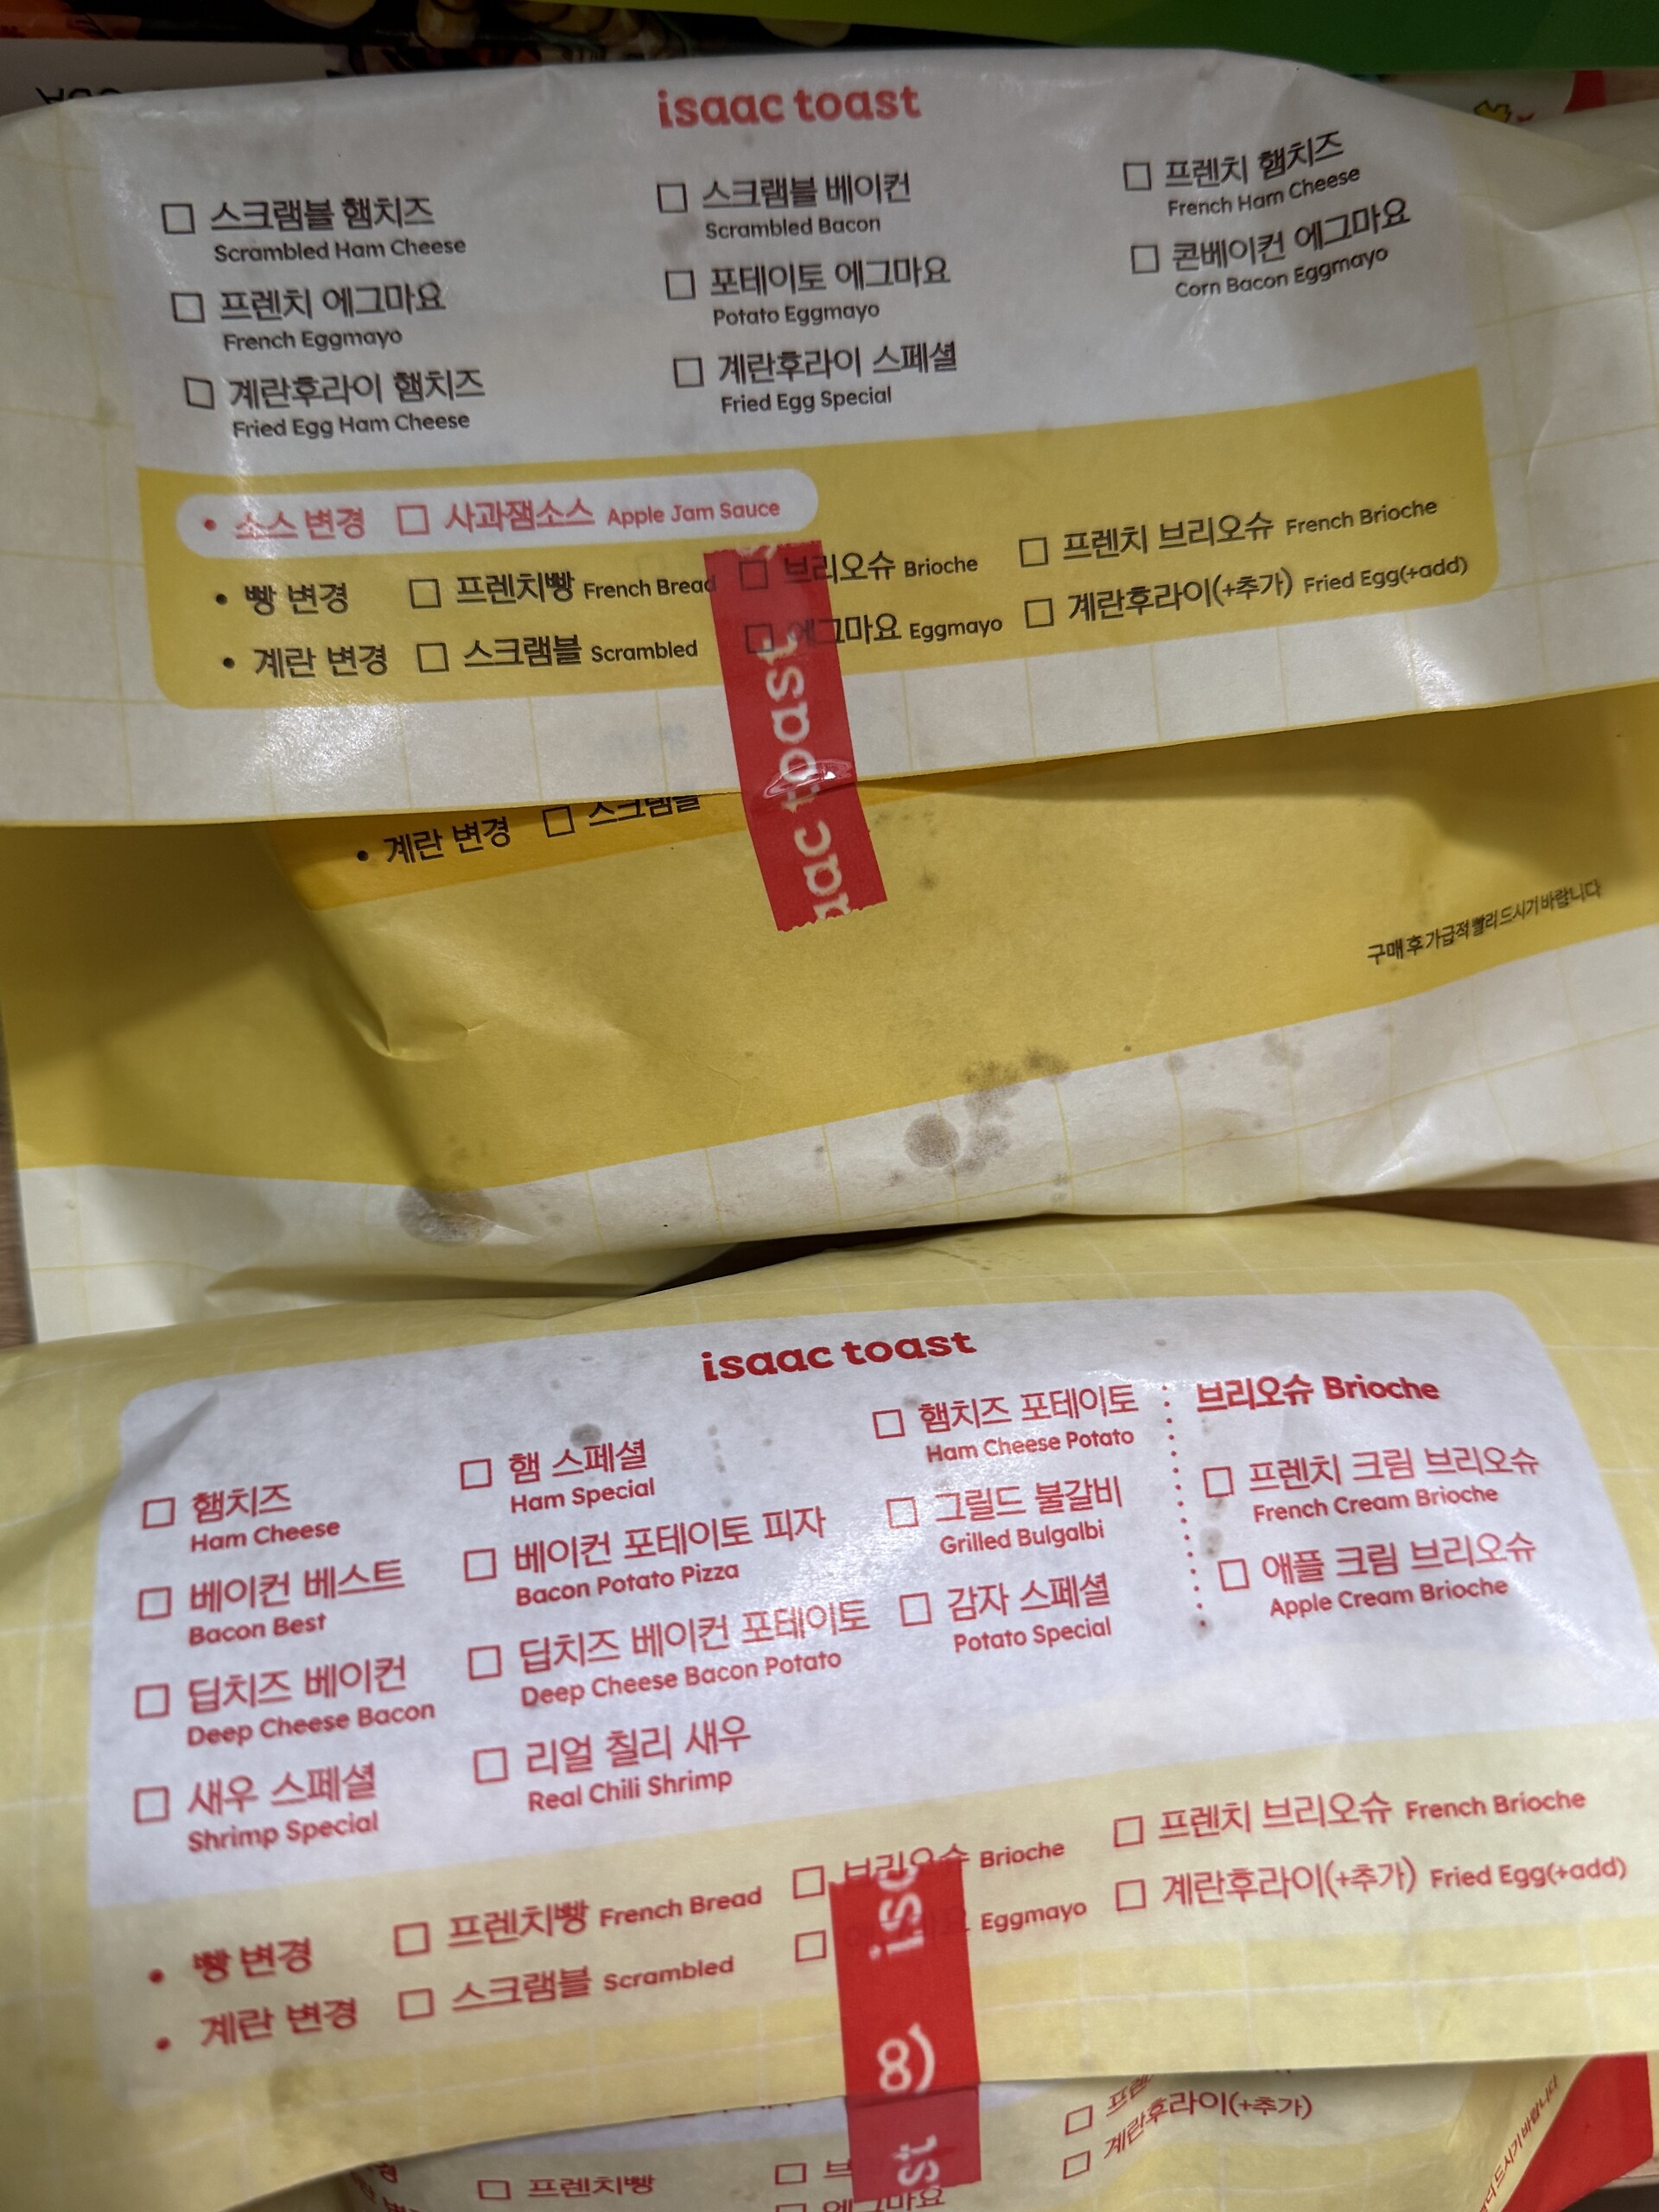 isaac toast
☐ 스크램블 햄치즈 ☐ 스크램블 베이컨 ☐ 프렌치 햄치즈
Scrambled Ham Cheese Scrambled Bacon French Ham Cheese
☐ 프렌치 에그마요 ☐ 포테이토 에그마요 ☐ 콘베이컨 에그마요
French Eggmayo Potato Eggmayo Corn Bacon Eggmayo
☐ 계란후라이 햄치즈 ☐ 계란후라이 스페셜
Fried Egg Ham Cheese Fried Egg Special
• 소스 변경 ☐ 사과잼소스 Apple Jam Sauce
• 빵 변경 ☐ 프렌치빵 French Bread ☐ 브리오슈 Brioche ☐ 프렌치 브리오슈 French Brioche
• 계란 변경 ☐ 스크램블 Scrambled ☐ 에그마요 Eggmayo ☐ 계란후라이(+추가) Fried Egg(+add)
toast
• 계란 변경 ☐ 스크램블
구매 후 가급적 빨리 드시기 바랍니다
isaac toast
☐ 햄치즈 ☐ 햄 스페셜 ☐ 햄치즈 포테이토 브리오슈 Brioche
Ham Cheese Ham Special Ham Cheese Potato
☐ 베이컨 베스트 ☐ 베이컨 포테이토 피자 ☐ 그릴드 불갈비 ☐ 프렌치 크림 브리오슈
Bacon Best Bacon Potato Pizza Grilled Bulgalbi French Cream Brioche
☐ 딥치즈 베이컨 ☐ 딥치즈 베이컨 포테이토 ☐ 감자 스페셜 ☐ 애플 크림 브리오슈
Deep Cheese Bacon Deep Cheese Bacon Potato Potato Special Apple Cream Brioche
☐ 새우 스페셜 ☐ 리얼 칠리 새우
Shrimp Special Real Chili Shrimp
• 빵 변경 ☐ 프렌치빵 French Bread ☐ 브리오슈 Brioche ☐ 프렌치 브리오슈 French Brioche
• 계란 변경 ☐ 스크램블 Scrambled ☐ Eggmayo ☐ 계란후라이(+추가) Fried Egg(+add)
☐ 계란후라이(+추가)
☐ 프렌치빵
에그마요